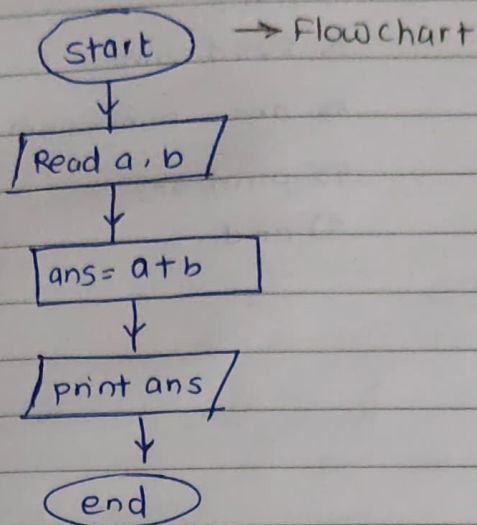 start → Flowchart
Read a, b
ans= a+b
print ans
end